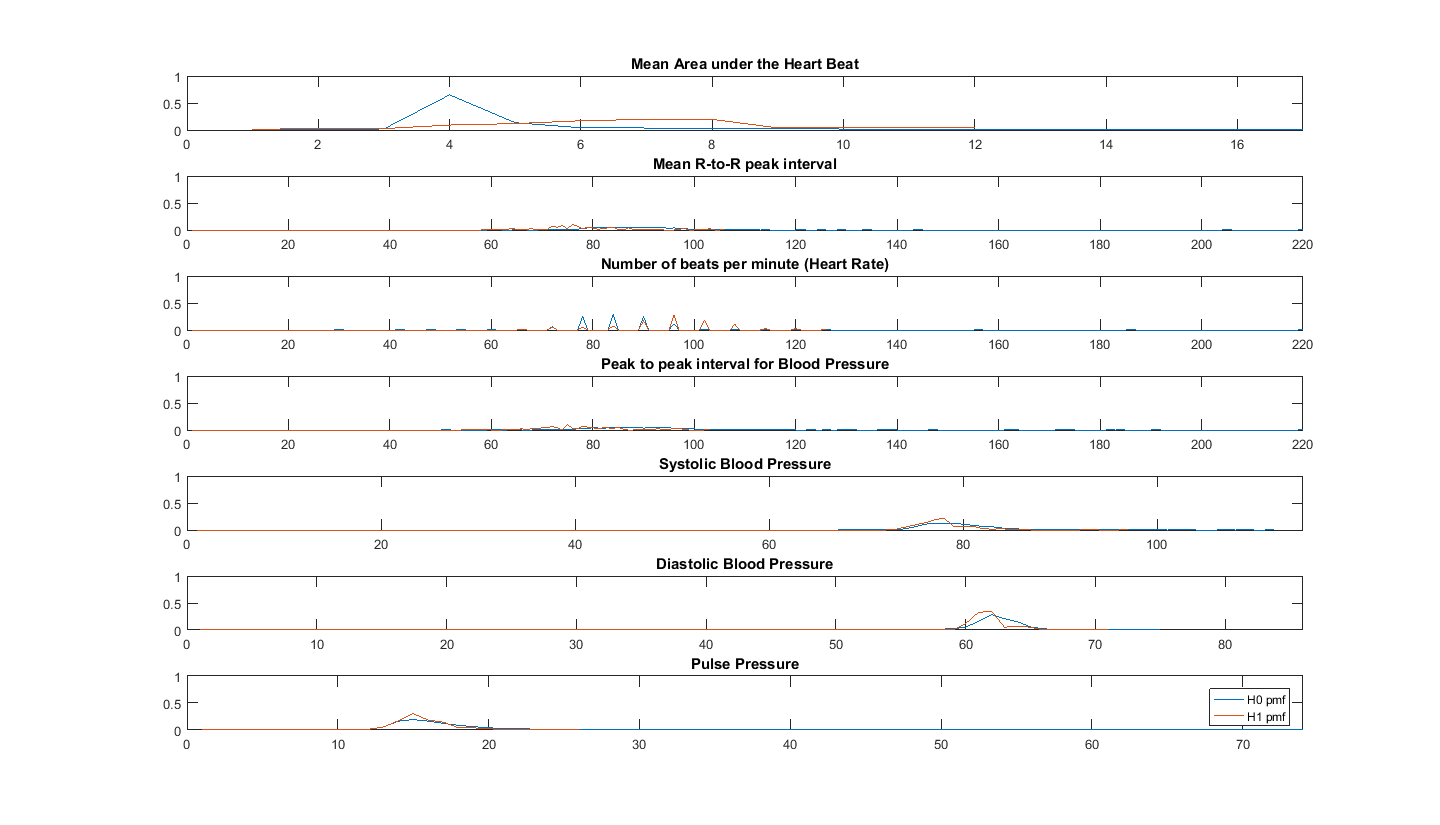 Mean Area under the Heart Beat
1
0.5
0
0 2 4 6 8 10 12 14 16
Mean R-to-R peak interval
1
0.5
0
0 20 40 60 80 100 120 140 160 180 200 220
Number of beats per minute (Heart Rate)
1
0.5
0
0 20 40 60 80 100 120 140 160 180 200 220
Peak to peak interval for Blood Pressure
1
0.5
0
0 20 40 60 80 100 120 140 160 180 200 220
Systolic Blood Pressure
1
0.5
0
0 20 40 60 80 100
Diastolic Blood Pressure
1
0.5
0
0 10 20 30 40 50 60 70 80
Pulse Pressure
1
H0 pmf
0.5
H1 pmf
0
0 10 20 30 40 50 60 70